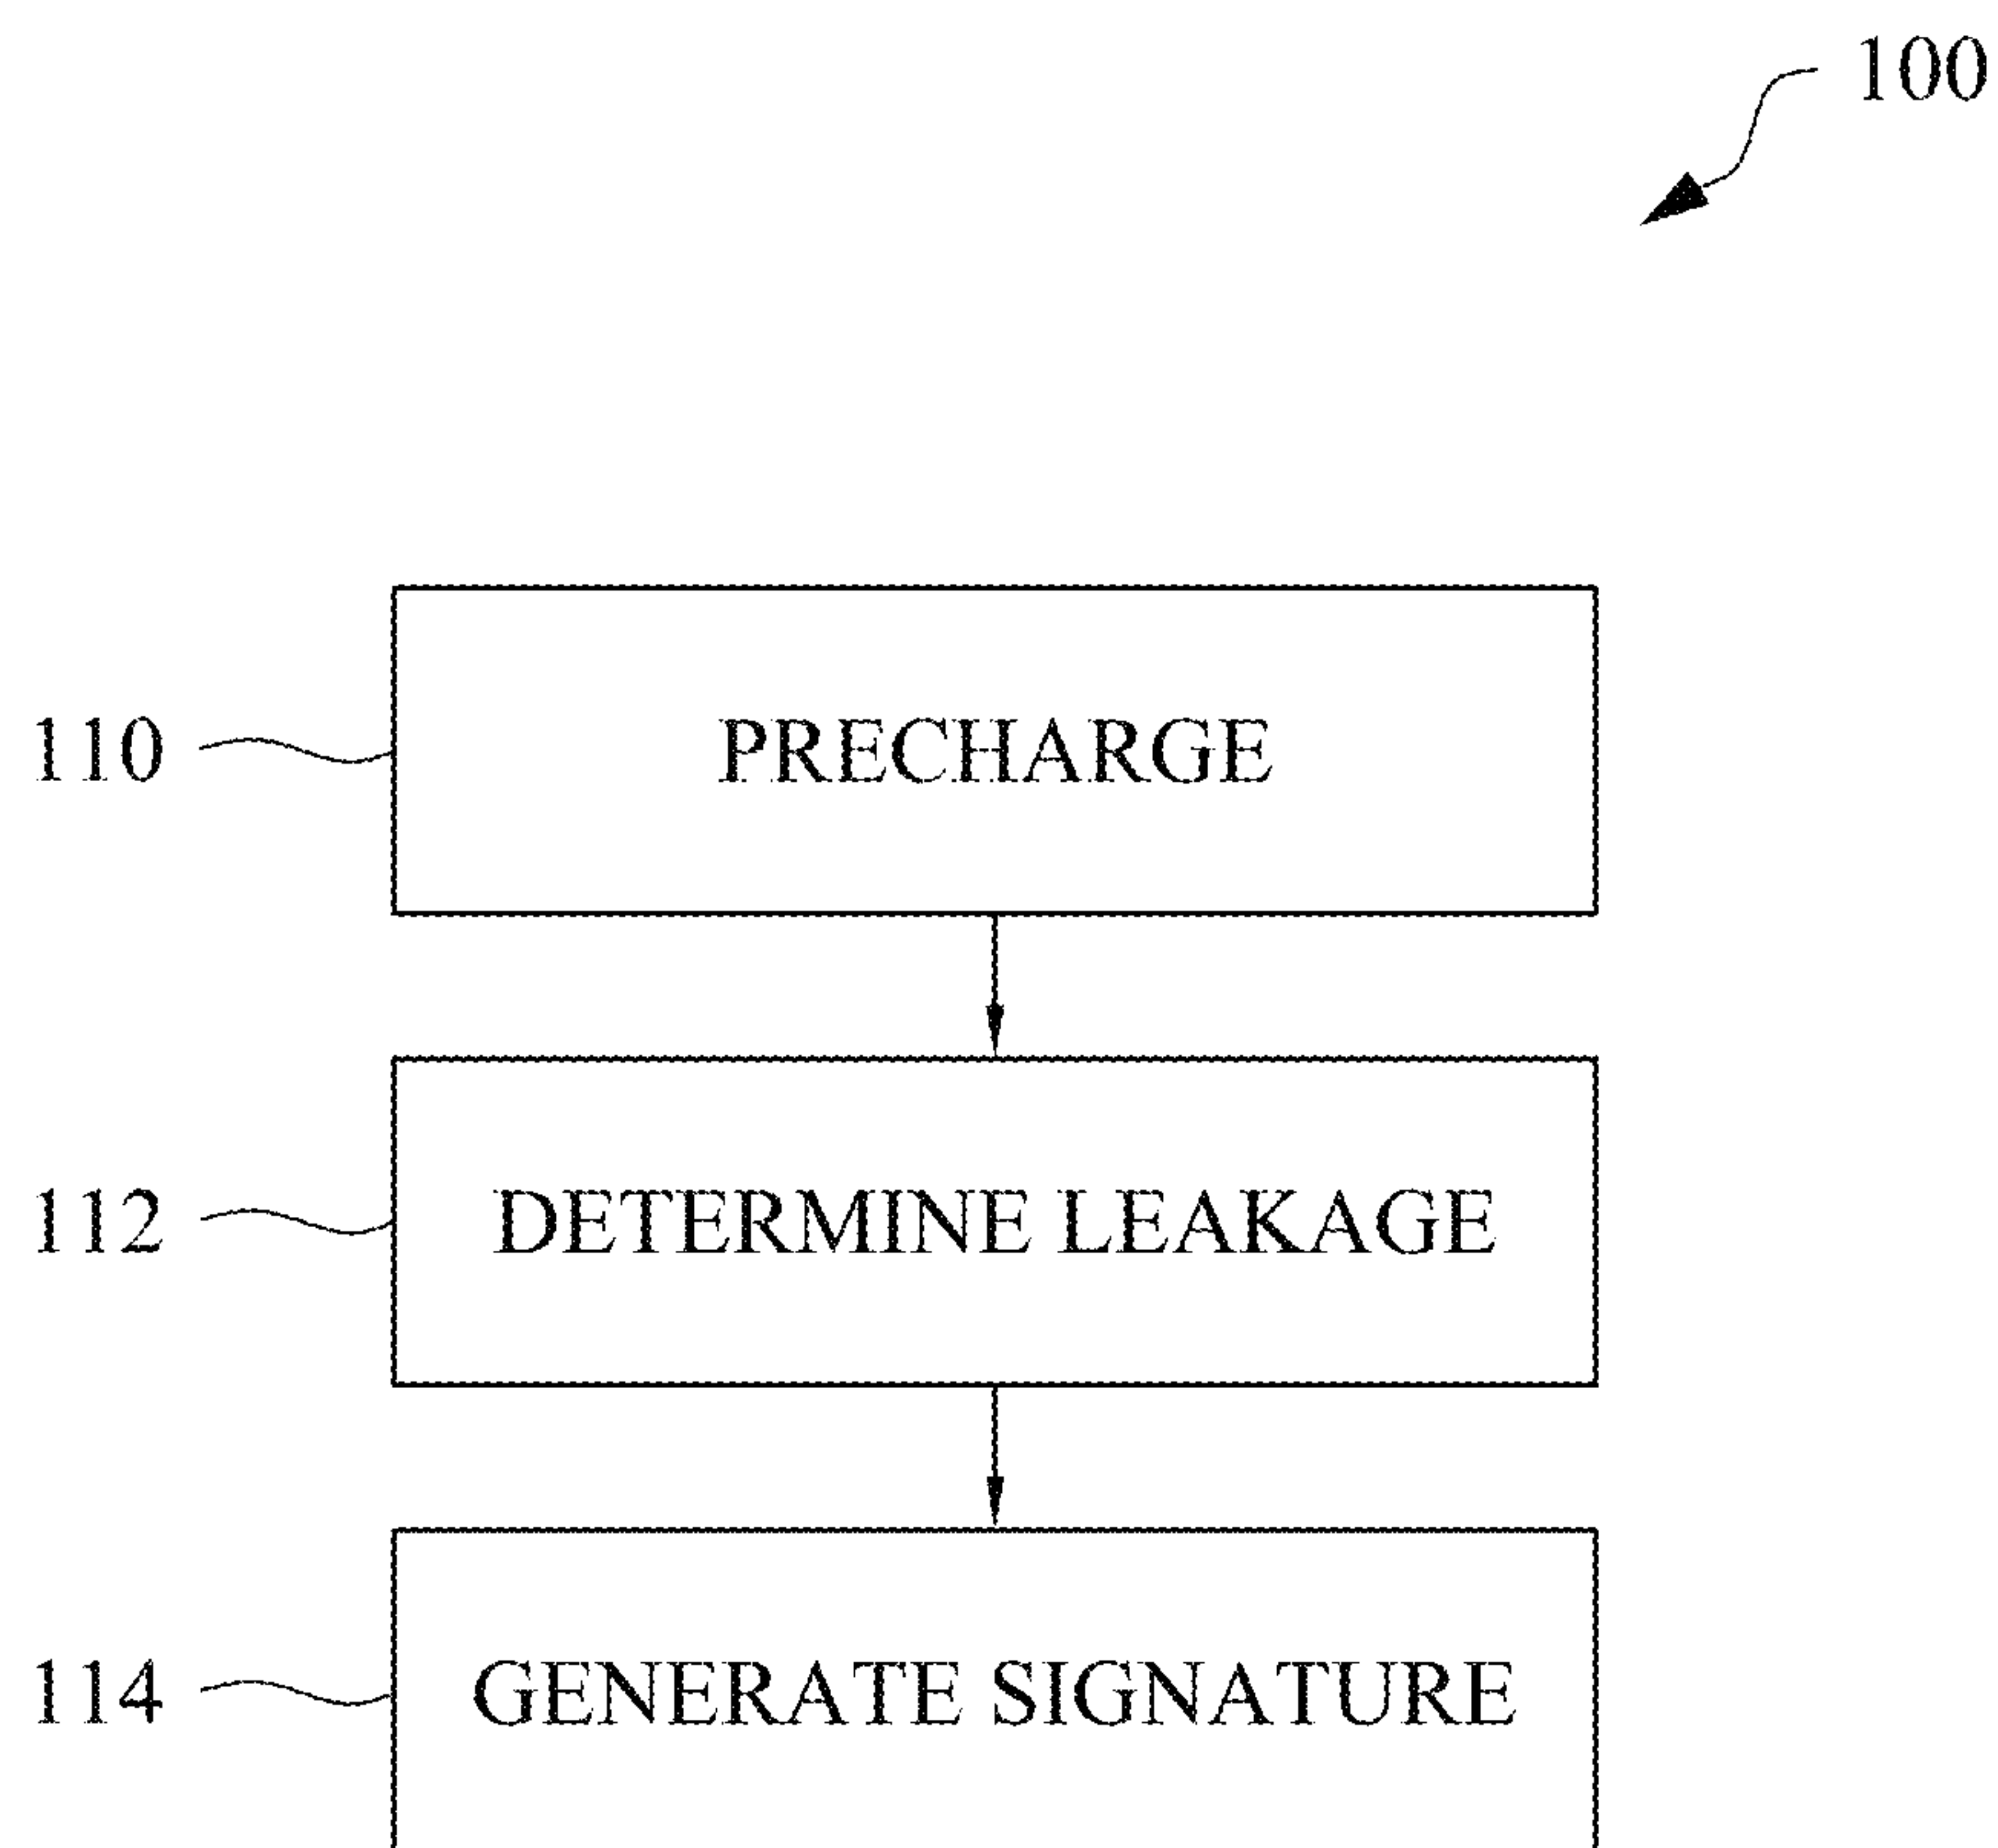 100
110 PRECHARGE
112 DETERMINE LEAKAGE
114 GENERATE SIGNATURE